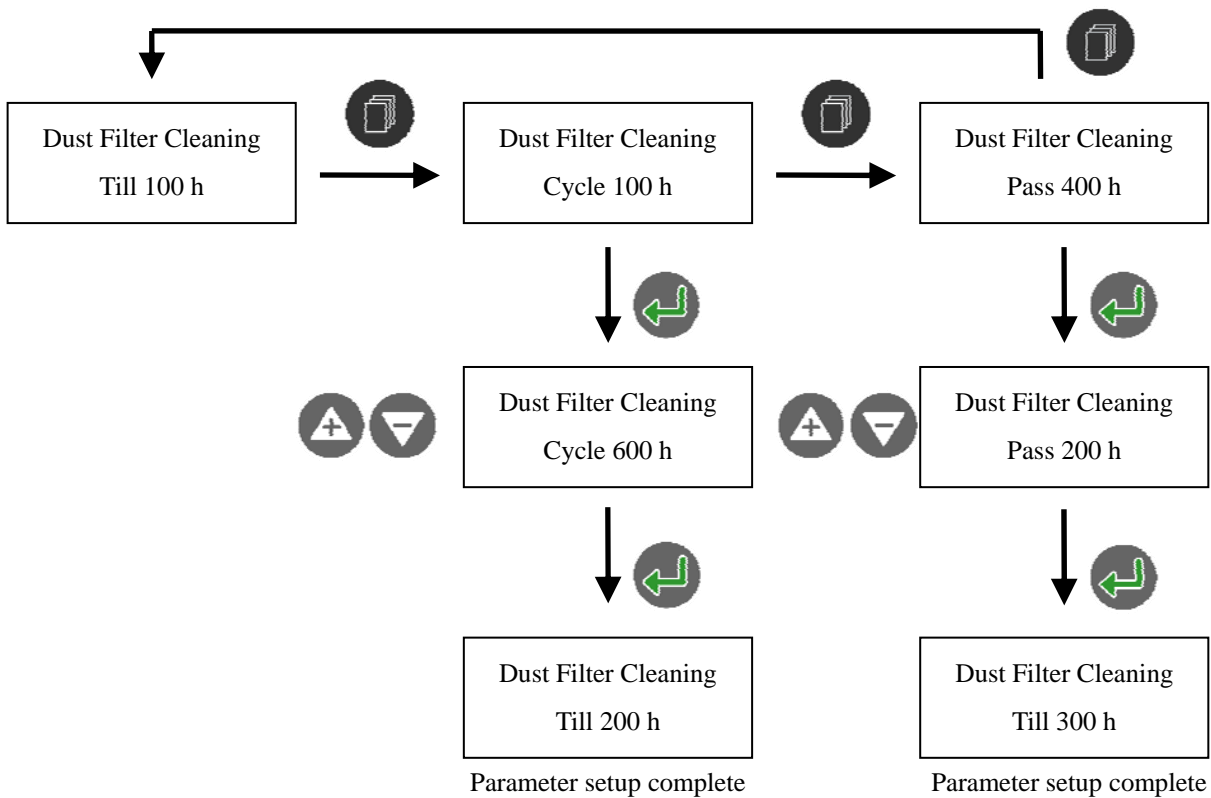 Dust Filter Cleaning
Till 100 h
Dust Filter Cleaning
Cycle 100 h
Dust Filter Cleaning
Pass 400 h
Dust Filter Cleaning
Cycle 600 h
Dust Filter Cleaning
Pass 200 h
Dust Filter Cleaning
Till 200 h
Dust Filter Cleaning
Till 300 h
Parameter setup complete
Parameter setup complete